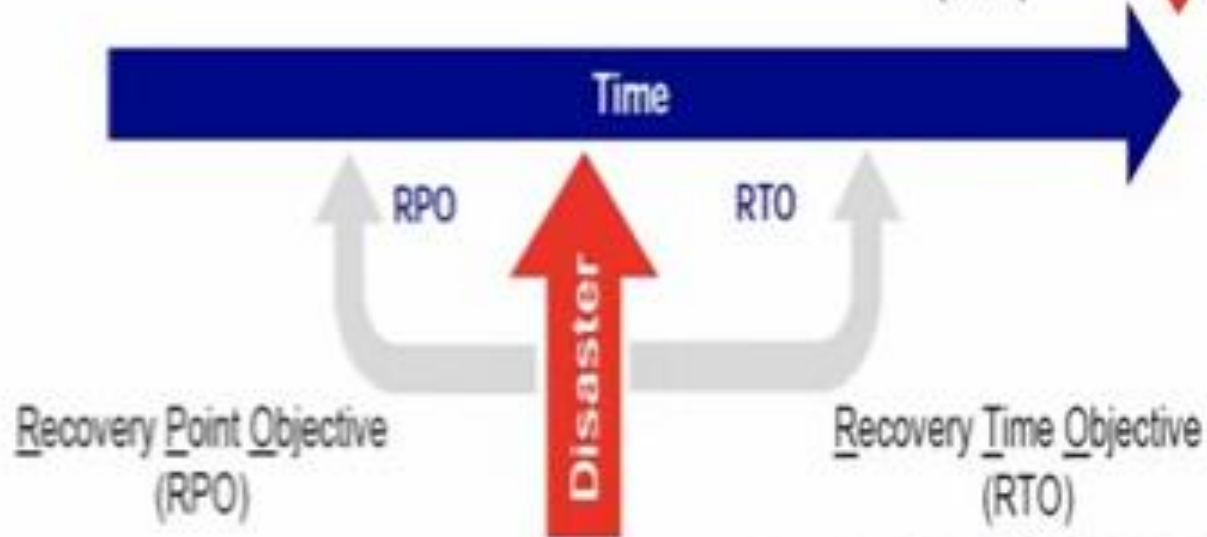 Time
RPO
RTO
Disaster
Recovery Point Objective
(RPO)
Recovery Time Objective
(RTO)